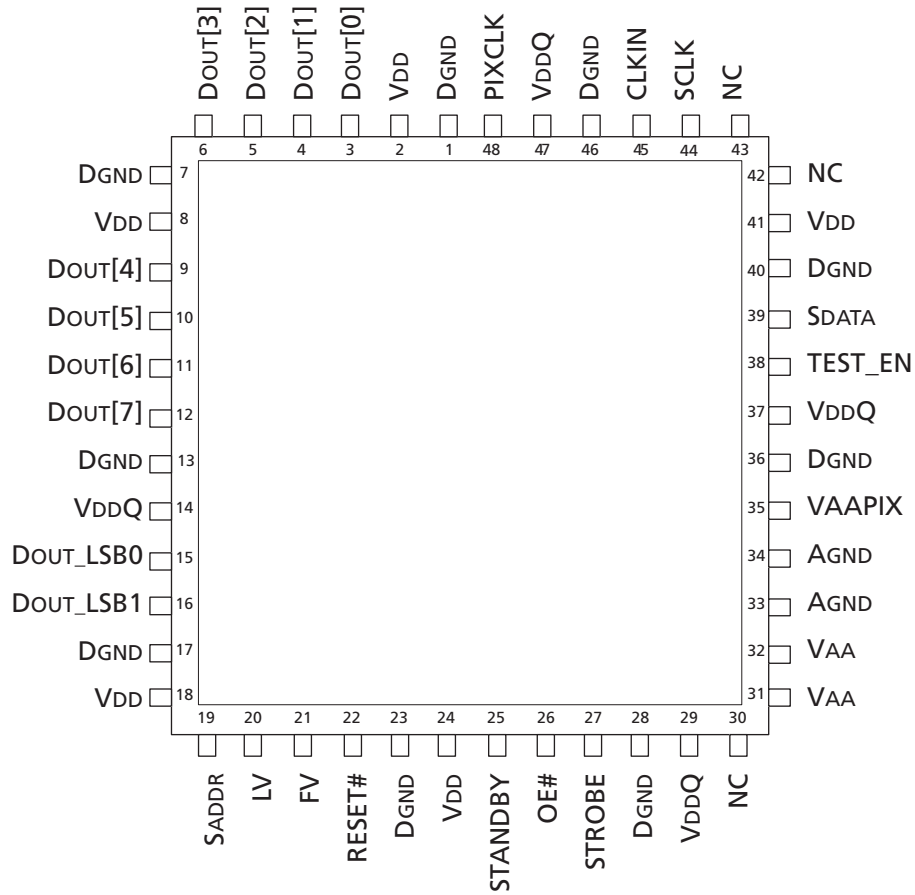 DOUT[3]
DOUT[2]
DOUT[1]
DOUT[0]
VDD
DGND
PIXCLK
VDDQ
DGND
CLKIN
SCLK
NC
6 5 4 3 2 1 48 47 46 45 44 43
DGND 7 42 NC
VDD 8 41 VDD
DOUT[4] 9 40 DGND
DOUT[5] 10 39 SDATA
DOUT[6] 11 38 TEST_EN
DOUT[7] 12 37 VDDQ
DGND 13 36 DGND
VDDQ 14 35 VAAPIX
DOUT_LSB0 15 34 AGND
DOUT_LSB1 16 33 AGND
DGND 17 32 VAA
VDD 18 31 VAA
19 20 21 22 23 24 25 26 27 28 29 30
SADDR
LV
FV
RESET#
DGND
VDD
STANDBY
OE#
STROBE
DGND
VDDQ
NC